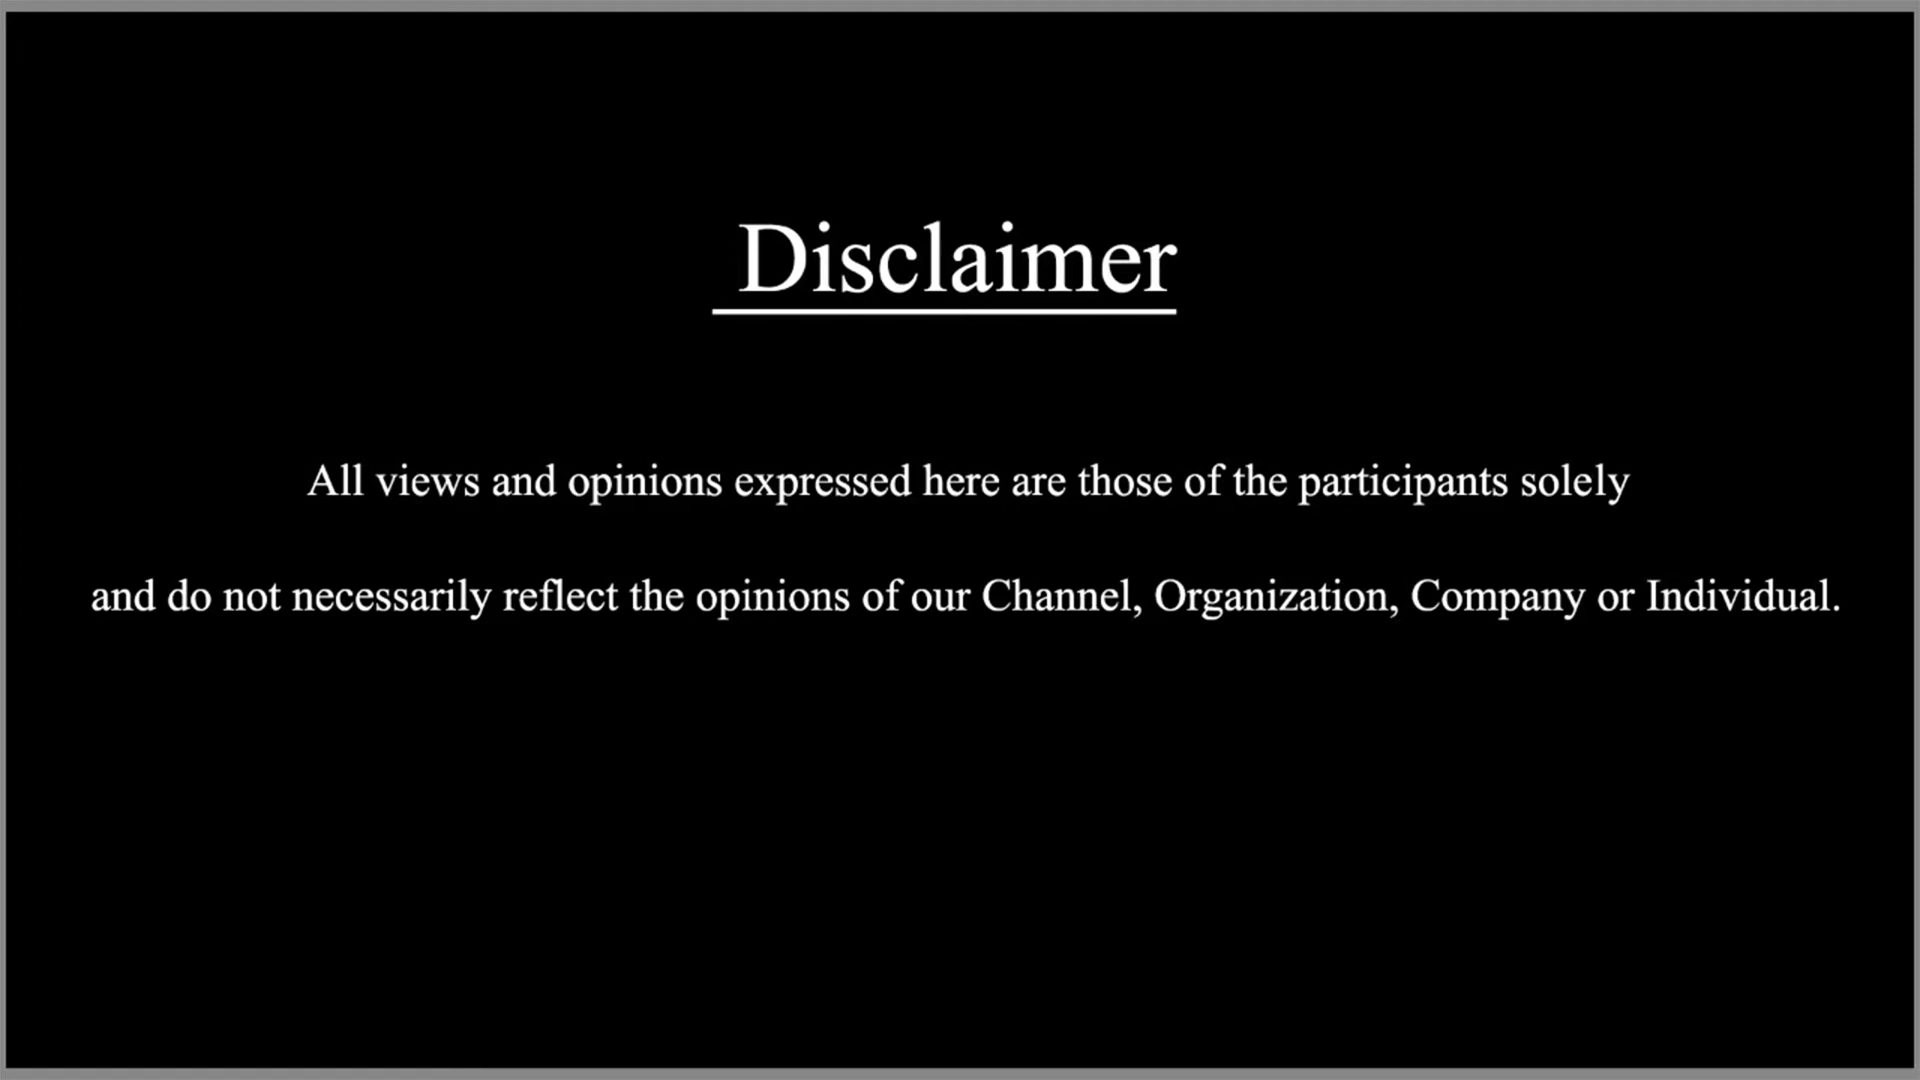 Disclaimer
All views and opinions expressed here are those of the participants solely
and do not necessarily reflect the opinions of our Channel, Organization, Company or Individual.